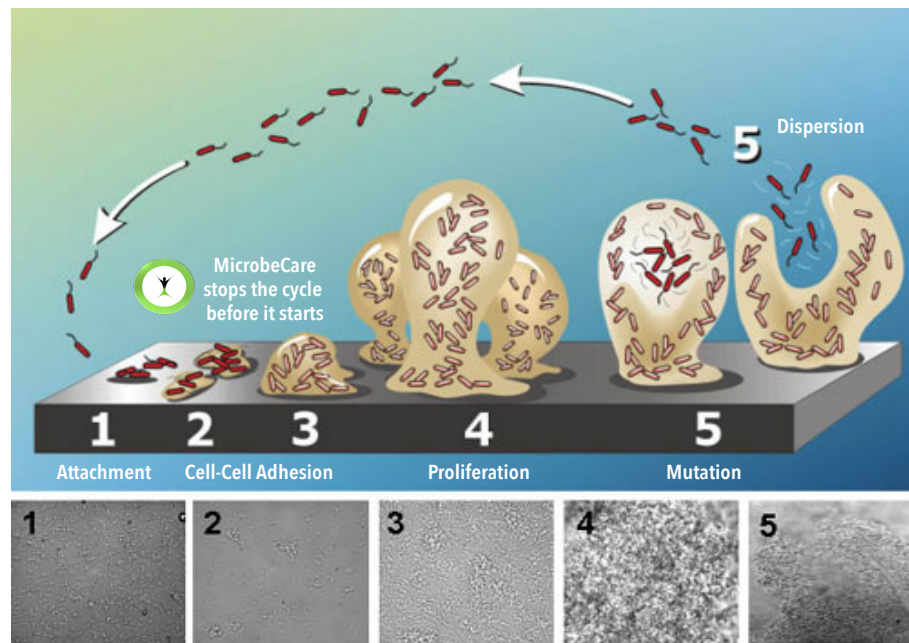 5 Dispersion
MicrobeCare
stops the cycle
before it starts
1 2 3 4 5
Attachment Cell-Cell Adhesion Proliferation Mutation
1 2 3 4 5